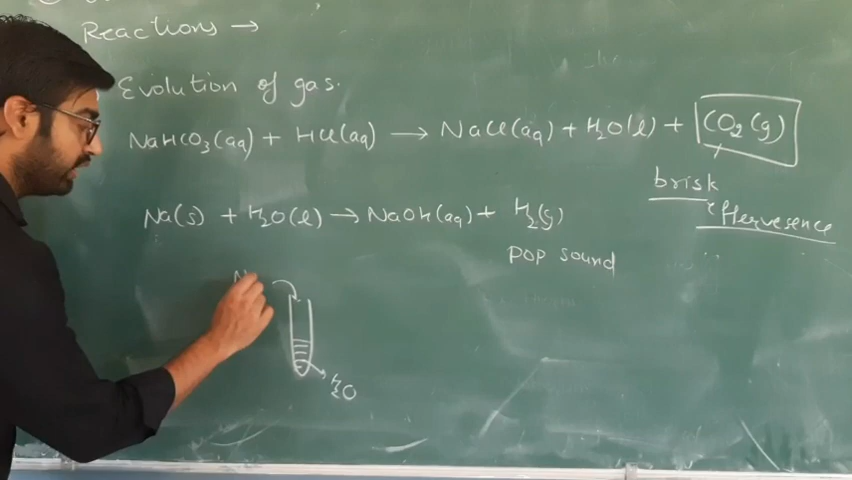 Reactions →
Evolution of gas.
NaHCO3(aq) + HCl(aq) → NaCl(aq) + H2O(l) + CO2(g)
brisk
effervesence
Na(s) + H2O(l) → NaOH(aq) + H2(g)
pop sound
H2O